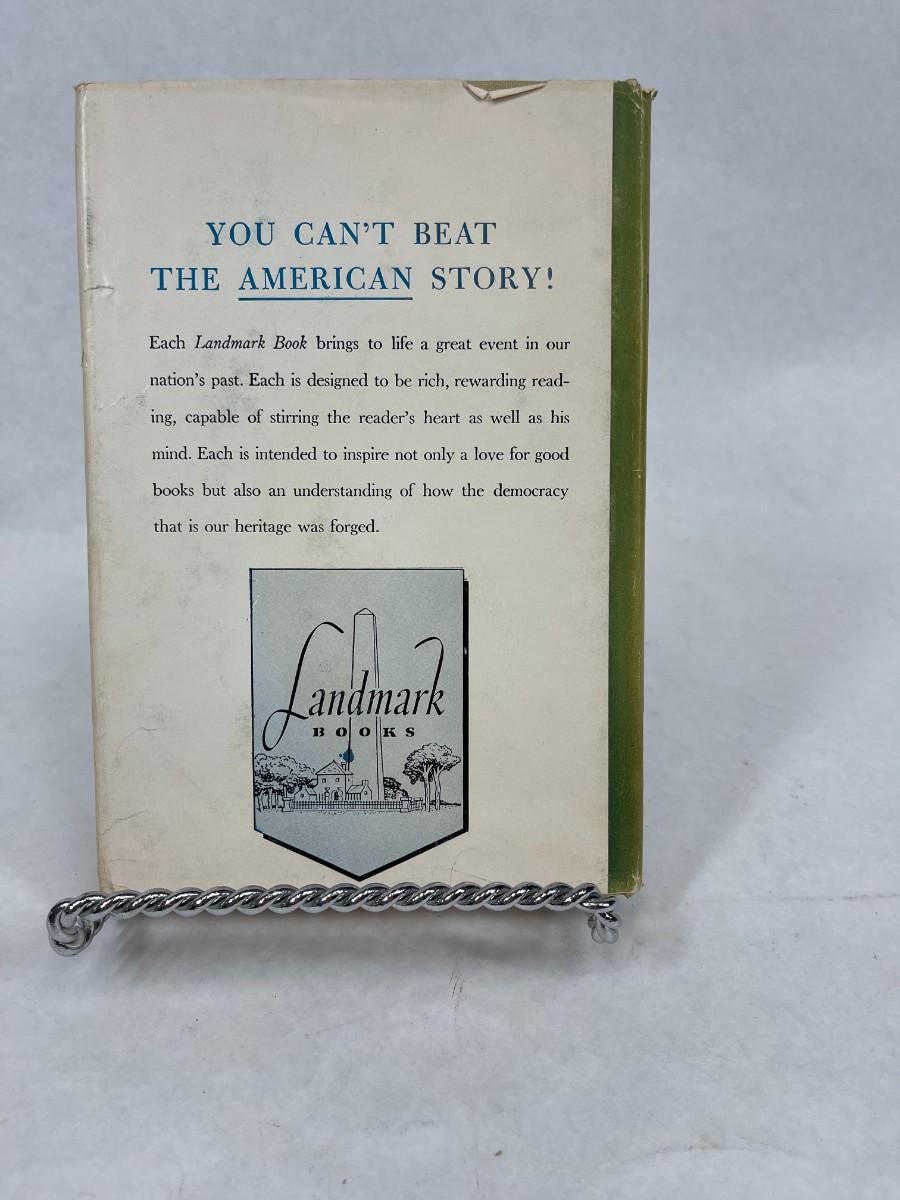 YOU CAN'T BEAT
THE AMERICAN STORY!
Each Landmark Book brings to life a great event in our
nation's past. Each is designed to be rich, rewarding read-
ing, capable of stirring the reader's heart as well as his
mind. Each is intended to inspire not only a love for good
books but also an understanding of how the democracy
that is our heritage was forged.
Landmark
BOOKS